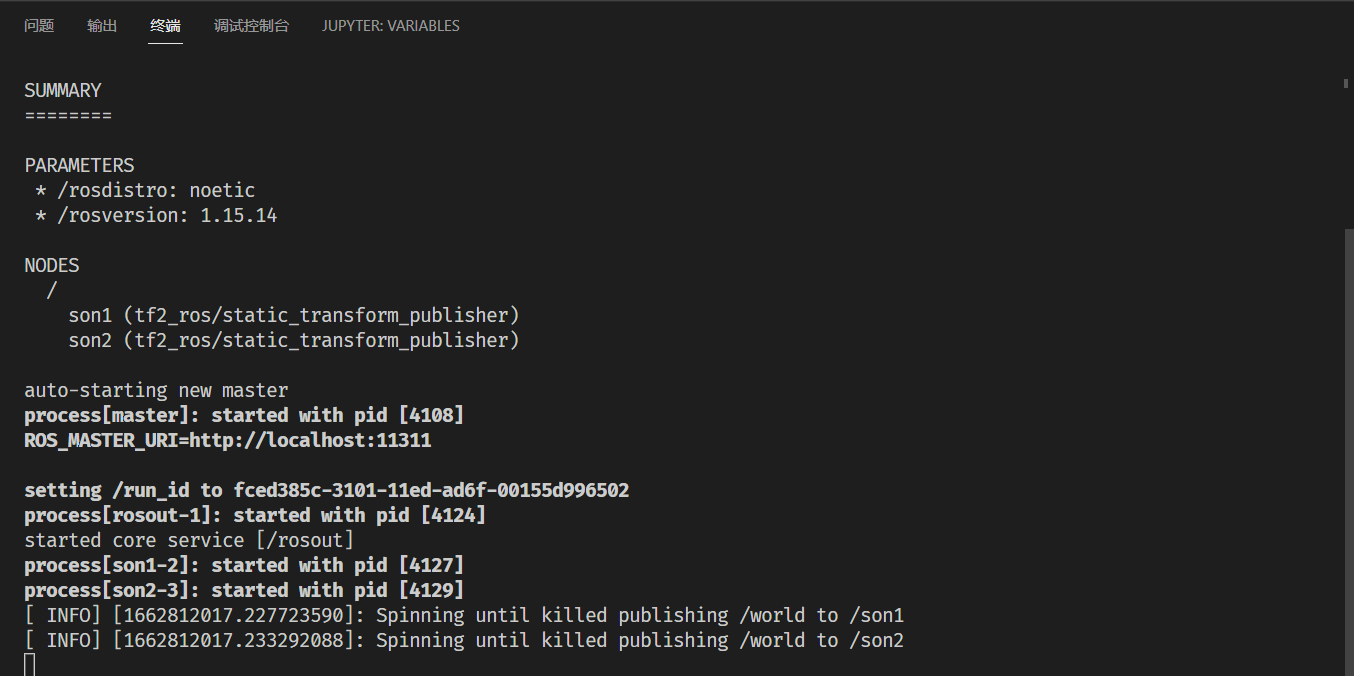 问题 输出 终端 调试控制台 JUPYTER: VARIABLES
SUMMARY
========
PARAMETERS
* /rosdistro: noetic
* /rosversion: 1.15.14
NODES
/
son1 (tf2_ros/static_transform_publisher)
son2 (tf2_ros/static_transform_publisher)
auto-starting new master
process[master]: started with pid [4108]
ROS_MASTER_URI=http://localhost:11311
setting /run_id to fced385c-3101-11ed-ad6f-00155d996502
process[rosout-1]: started with pid [4124]
started core service [/rosout]
process[son1-2]: started with pid [4127]
process[son2-3]: started with pid [4129]
[ INFO] [1662812017.227723590]: Spinning until killed publishing /world to /son1
[ INFO] [1662812017.233292088]: Spinning until killed publishing /world to /son2